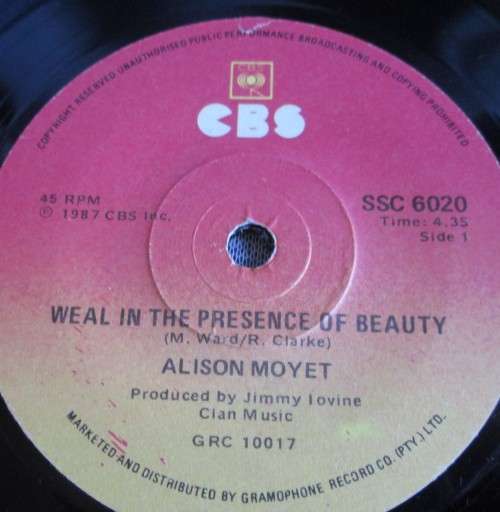 COPYRIGHT RESERVED UNAUTHORISED PUBLIC PERFORMANCE BROADCASTING AND COPYING PROHIBITED
CBS
CBS
45 RPM
℗ 1987 CBS Inc.
SSC 6020
Time: 4.35
Side 1
WEAL IN THE PRESENCE OF BEAUTY
(M. Ward/R. Clarke)
ALISON MOYET
Produced by Jimmy Iovine
Clan Music
GRC 10017
MARKETED AND DISTRIBUTED BY GRAMOPHONE RECORD CO. (PTY.) LTD.